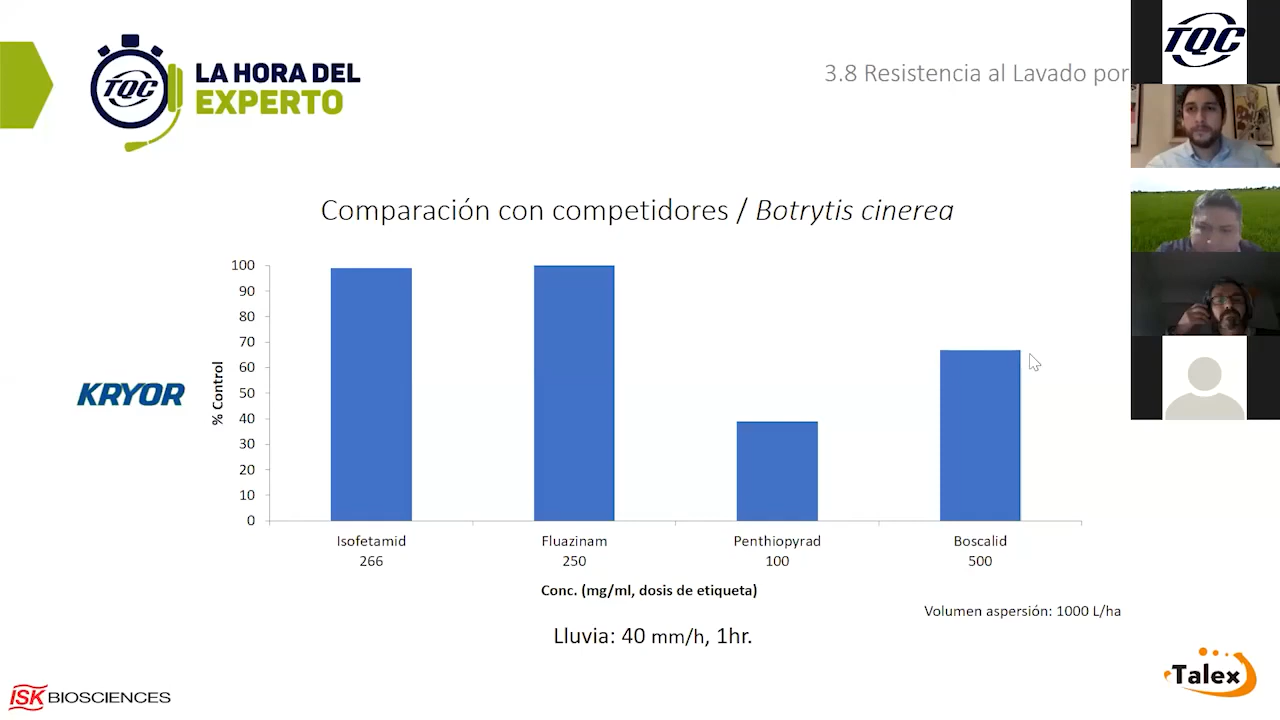 TQC
LA HORA DEL
EXPERTO
3.8 Resistencia al Lavado por
TQC
Comparación con competidores / Botrytis cinerea
KRYOR
% Control
100
90
80
70
60
50
40
30
20
10
0
Isofetamid
266
Fluazinam
250
Penthiopyrad
100
Boscalid
500
Conc. (mg/ml, dosis de etiqueta)
Volumen aspersión: 1000 L/ha
Lluvia: 40 mm/h, 1hr.
ISK BIOSCIENCES
Talex